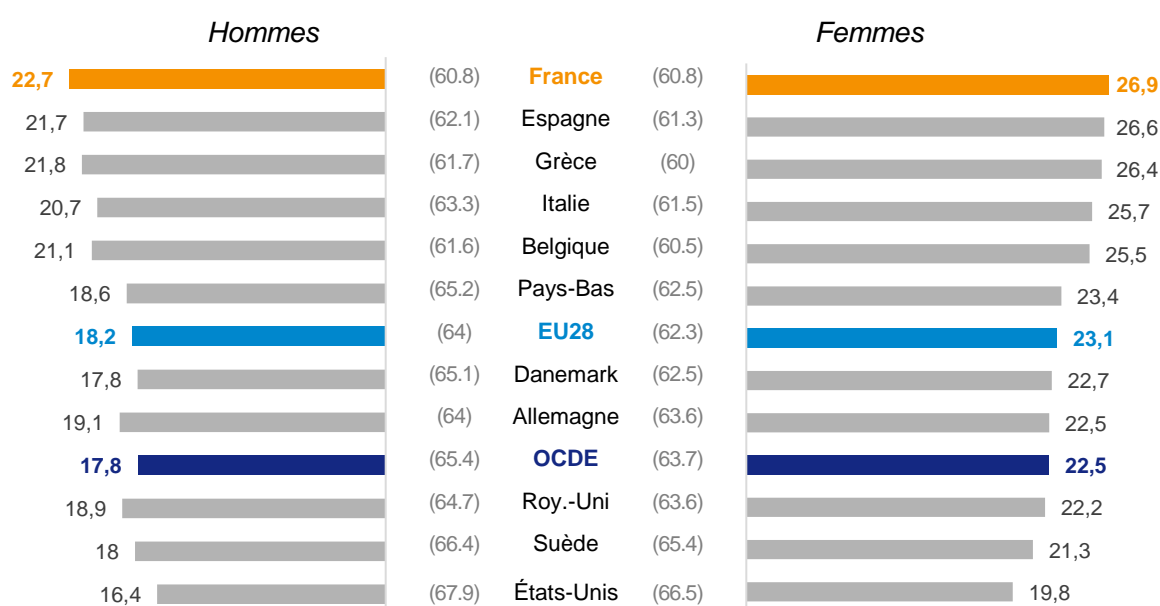 Hommes Femmes
22,7 (60.8) France (60.8) 26,9
21,7 (62.1) Espagne (61.3) 26,6
21,8 (61.7) Grèce (60) 26,4
20,7 (63.3) Italie (61.5) 25,7
21,1 (61.6) Belgique (60.5) 25,5
18,6 (65.2) Pays-Bas (62.5) 23,4
18,2 (64) EU28 (62.3) 23,1
17,8 (65.1) Danemark (62.5) 22,7
19,1 (64) Allemagne (63.6) 22,5
17,8 (65.4) OCDE (63.7) 22,5
18,9 (64.7) Roy.-Uni (63.6) 22,2
18 (66.4) Suède (65.4) 21,3
16,4 (67.9) États-Unis (66.5) 19,8